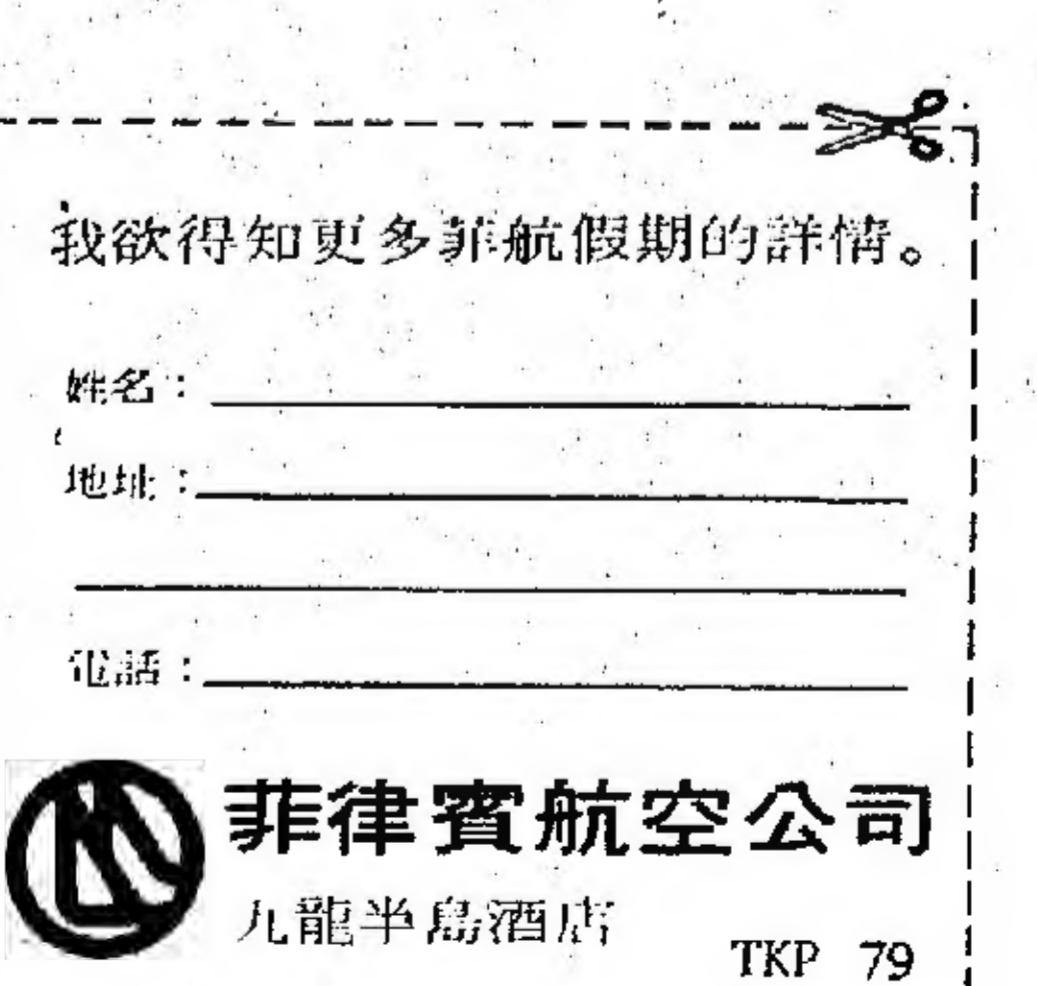 我欲得知更多菲航假期的詳情。
姓名：
地址：
電話：
菲律賓航空公司
九龍半島酒店
TKP 79